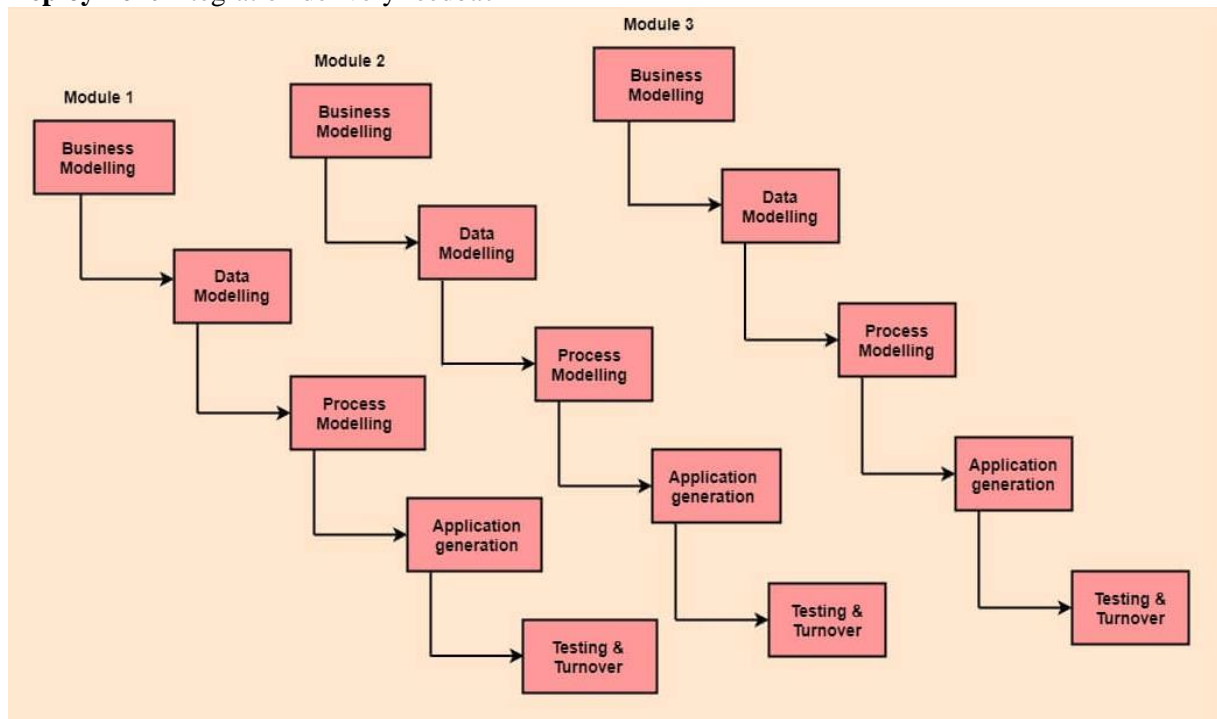 Module 1
Business
Modelling
Data
Modelling
Process
Modelling
Application
generation
Testing &
Turnover
Module 2
Business
Modelling
Data
Modelling
Process
Modelling
Application
generation
Testing &
Turnover
Module 3
Business
Modelling
Data
Modelling
Process
Modelling
Application
generation
Testing &
Turnover